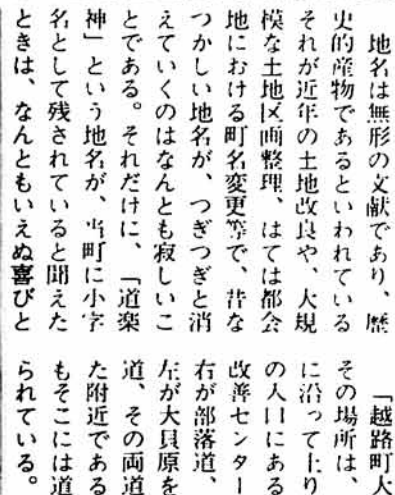 地名は無形の文献であり、歴
史的産物であるといわれている
それが近年の土地改良や、大規
模な土地区画整理、はては都会
地における町名変更等で、昔な
つかしい地名が、つぎつぎと消
えていくのはなんとも寂しいこ
とである。それだけに、「道楽
神」という地名が、当町に小字
名として残されていると聞えた
ときは、なんともいえぬ喜びと
「越路町大
その場所は、
に沿って上り
の入口にある
改善センター
右が部落道、
左が大貝原を
道、その両道
た附近である
もそこには道
られている。